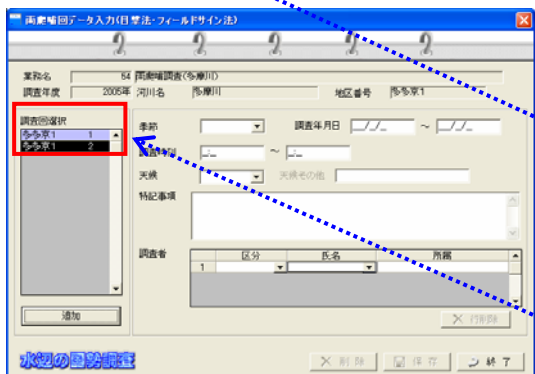 両爬哺回データ入力(目撃法・フィールドサイン法)
業務名 64 両爬哺調査(多摩川)
調査年度 2005年 河川名 多摩川 地区番号 多多京1
調査回選択
多多京1 1
多多京1 2
追加
季節 調査年月日 _/_/_ ~ _/_/_
調査時刻 _:_ ~ _:_
天候 天候その他
特記事項
調査者 区分 氏名 所属
1
行削除
水辺の国勢調査
削除 保存 終了